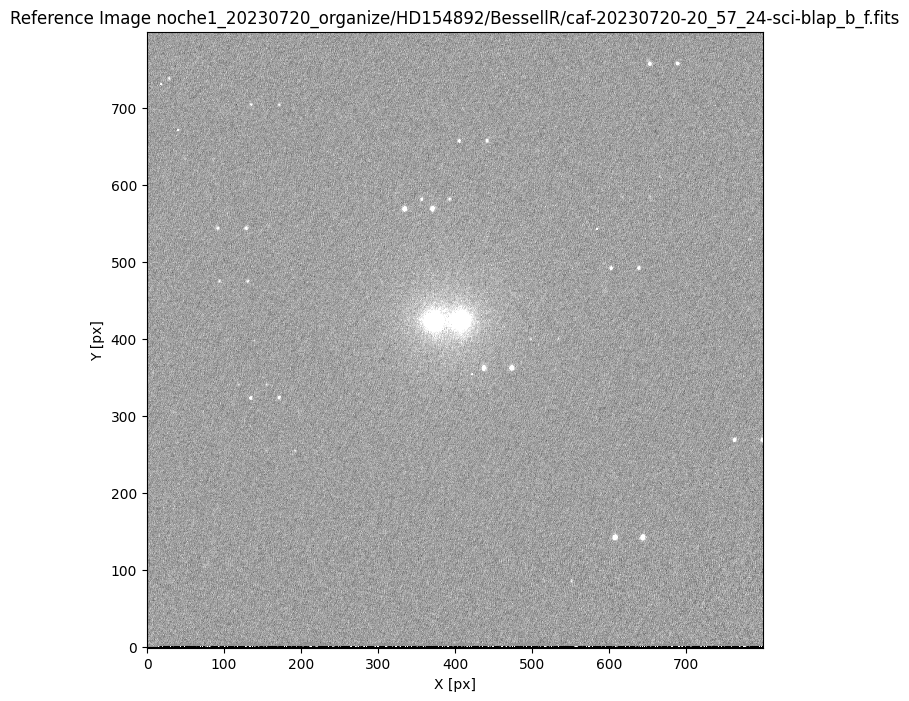 Reference Image noche1_20230720_organize/HD154892/BessellR/caf-20230720-20_57_24-sci-blap_b_f.fits
700
600
500
400
300
200
100
0
Y [px]
0 100 200 300 400 500 600 700
X [px]